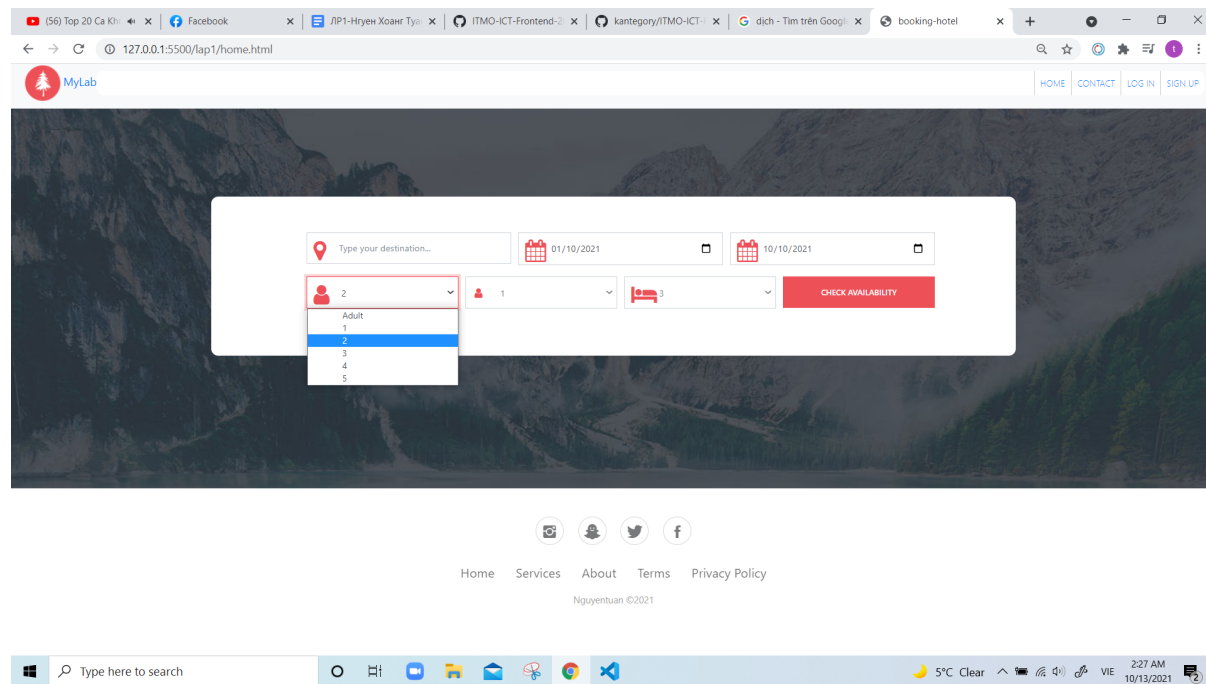 (56) Top 20 Ca Kh
Facebook
ЛР1-Нгуен Хоанг Туа
ITMO-ICT-Frontend-2
kantegory/ITMO-ICT-
dịch - Tìm trên Googl
booking-hotel
127.0.0.1:5500/lap1/home.html
t
MyLab
HOME CONTACT LOG IN SIGN UP
Type your destination... 01/10/2021 10/10/2021
2 1 3 CHECK AVAILABILITY
Adult
1
2
3
4
5
Home Services About Terms Privacy Policy
Nguyentuan ©2021
Type here to search
5°C Clear
VIE
2:27 AM
10/13/2021
2